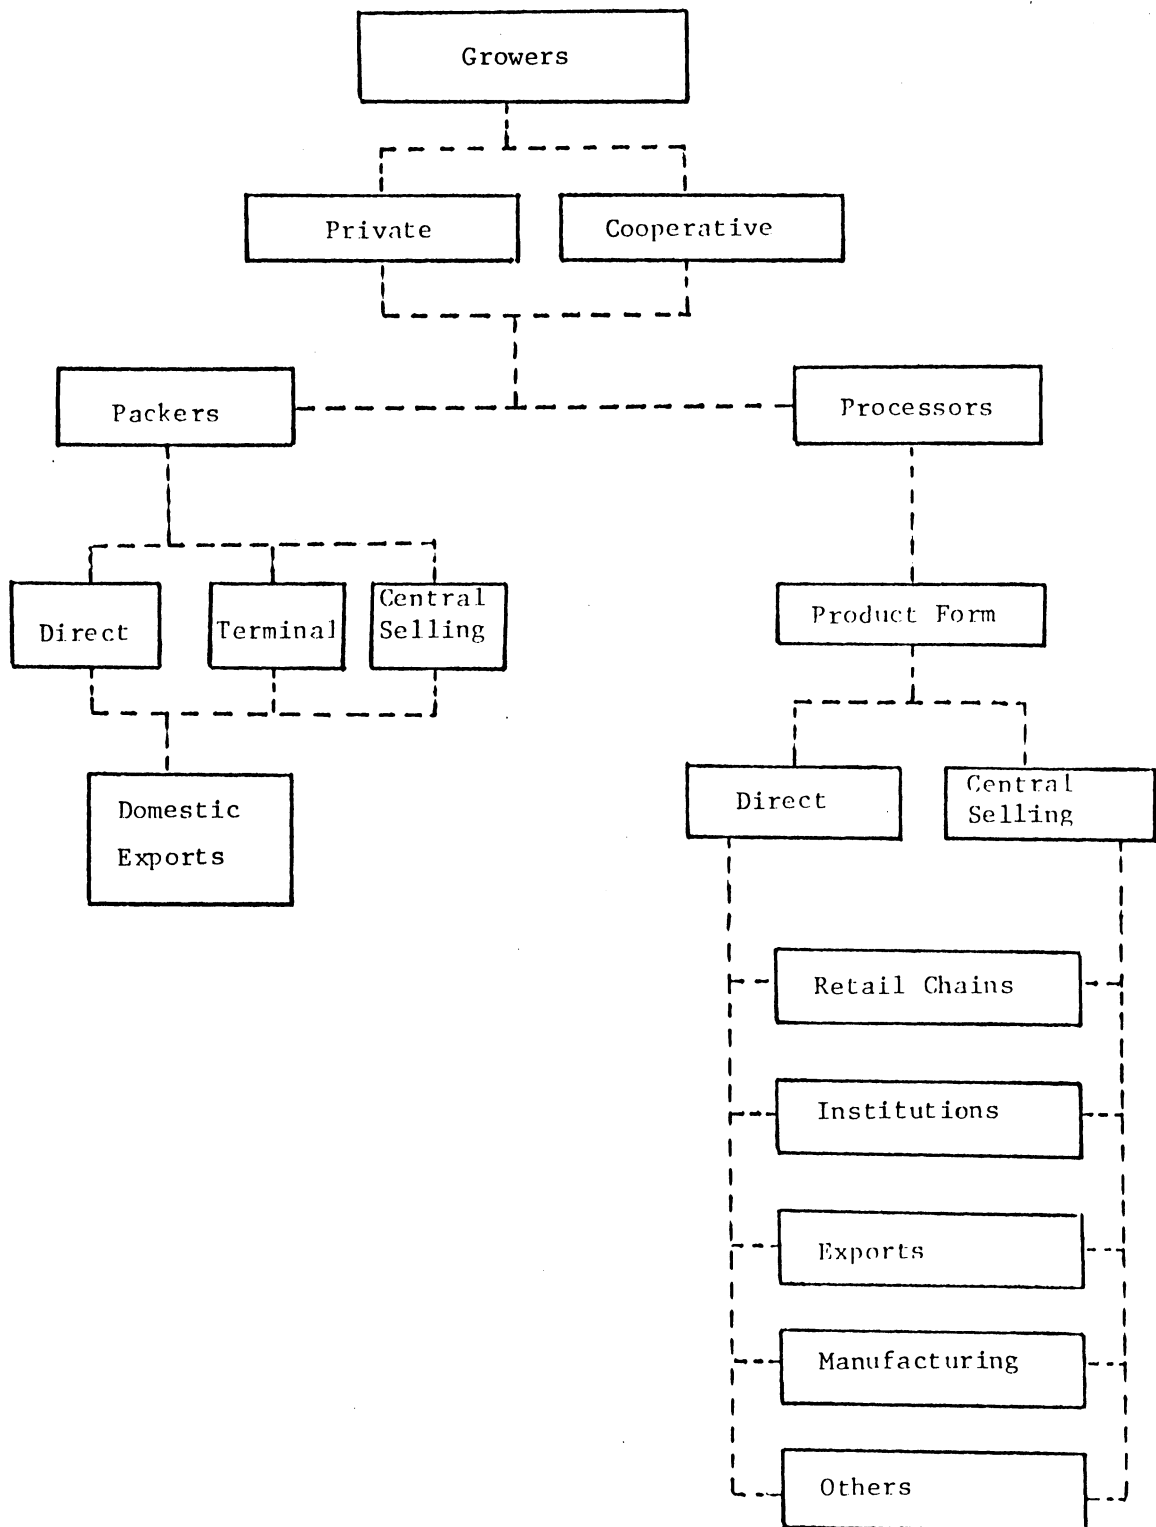 Growers
Private
Cooperative
Packers
Processors
Direct
Terminal
Central
Selling
Product Form
Domestic
Exports
Direct
Central
Selling
Retail Chains
Institutions
Exports
Manufacturing
Others